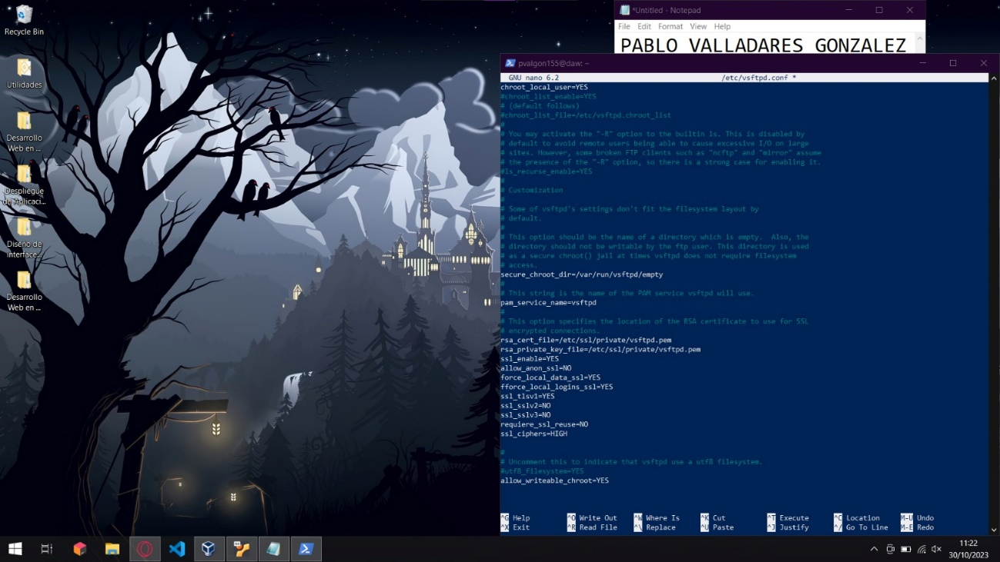 Recycle Bin
Utilidades
Desarrollo
Web en ...
Despliegue
de Aplicaci...
Diseño de
interface...
Desarrollo
Web en ...
*Untitled - Notepad
File Edit Format View Help
PABLO VALLADARES GONZALEZ
pvalgon155@daw: ~
GNU nano 6.2 /etc/vsftpd.conf *
chroot_local_user=YES
#chroot_list_enable=YES
# (default follows)
#chroot_list_file=/etc/vsftpd.chroot_list
#
# You may activate the "-R" option to the builtin ls. This is disabled by
# default to avoid remote users being able to cause excessive I/O on large
# sites. However, some broken FTP clients such as "ncftp" and "mirror" assume
# the presence of the "-R" option, so there is a strong case for enabling it.
#ls_recurse_enable=YES
#
# Customization
#
# Some of vsftpd's settings don't fit the filesystem layout by
# default.
#
# This option should be the name of a directory which is empty.  Also, the
# directory should not be writable by the ftp user. This directory is used
# as a secure chroot() jail at times vsftpd does not require filesystem
# access.
secure_chroot_dir=/var/run/vsftpd/empty
#
# This string is the name of the PAM service vsftpd will use.
pam_service_name=vsftpd
#
# This option specifies the location of the RSA certificate to use for SSL
# encrypted connections.
rsa_cert_file=/etc/ssl/private/vsftpd.pem
rsa_private_key_file=/etc/ssl/private/vsftpd.pem
ssl_enable=YES
allow_anon_ssl=NO
force_local_data_ssl=YES
fforce_local_logins_ssl=YES
ssl_tlsv1=YES
ssl_sslv2=NO
ssl_sslv3=NO
requiere_ssl_reuse=NO
ssl_ciphers=HIGH
#
# Uncomment this to indicate that vsftpd use a utf8 filesystem.
#utf8_filesystem=YES
allow_writeable_chroot=YES
^G Help ^O Write Out ^W Where Is ^K Cut ^T Execute ^C Location M-U Undo
^X Exit ^R Read File ^\ Replace ^U Paste ^J Justify ^/ Go To Line M-E Redo
11:22
30/10/2023